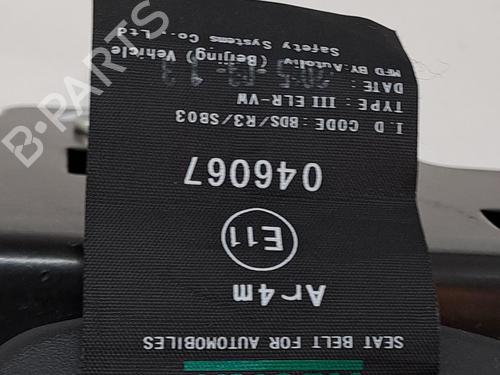 SEAT BELT FOR AUTOMOBILES
Ar4m
E11
046067
I.D CODE:BDS/R3/SB03
TYPE:III ELR-VW
DATE:
MFD BY:Autoliv (Beijing) Vehicle
Safety Systems Co.,Ltd
B-PARTS